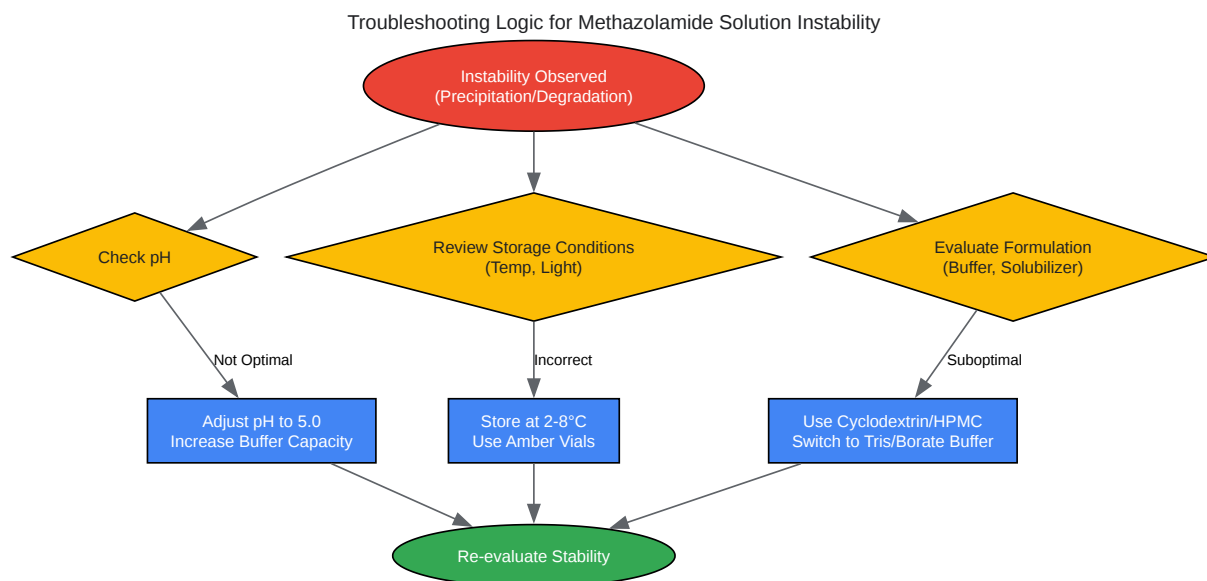 Troubleshooting Logic for Methazolamide Solution Instability
Instability Observed
(Precipitation/Degradation)
Check pH
Review Storage Conditions
(Temp, Light)
Evaluate Formulation
(Buffer, Solubilizer)
Not Optimal
Incorrect
Suboptimal
Adjust pH to 5.0
Increase Buffer Capacity
Store at 2-8°C
Use Amber Vials
Use Cyclodextrin/HPMC
Switch to Tris/Borate Buffer
Re-evaluate Stability